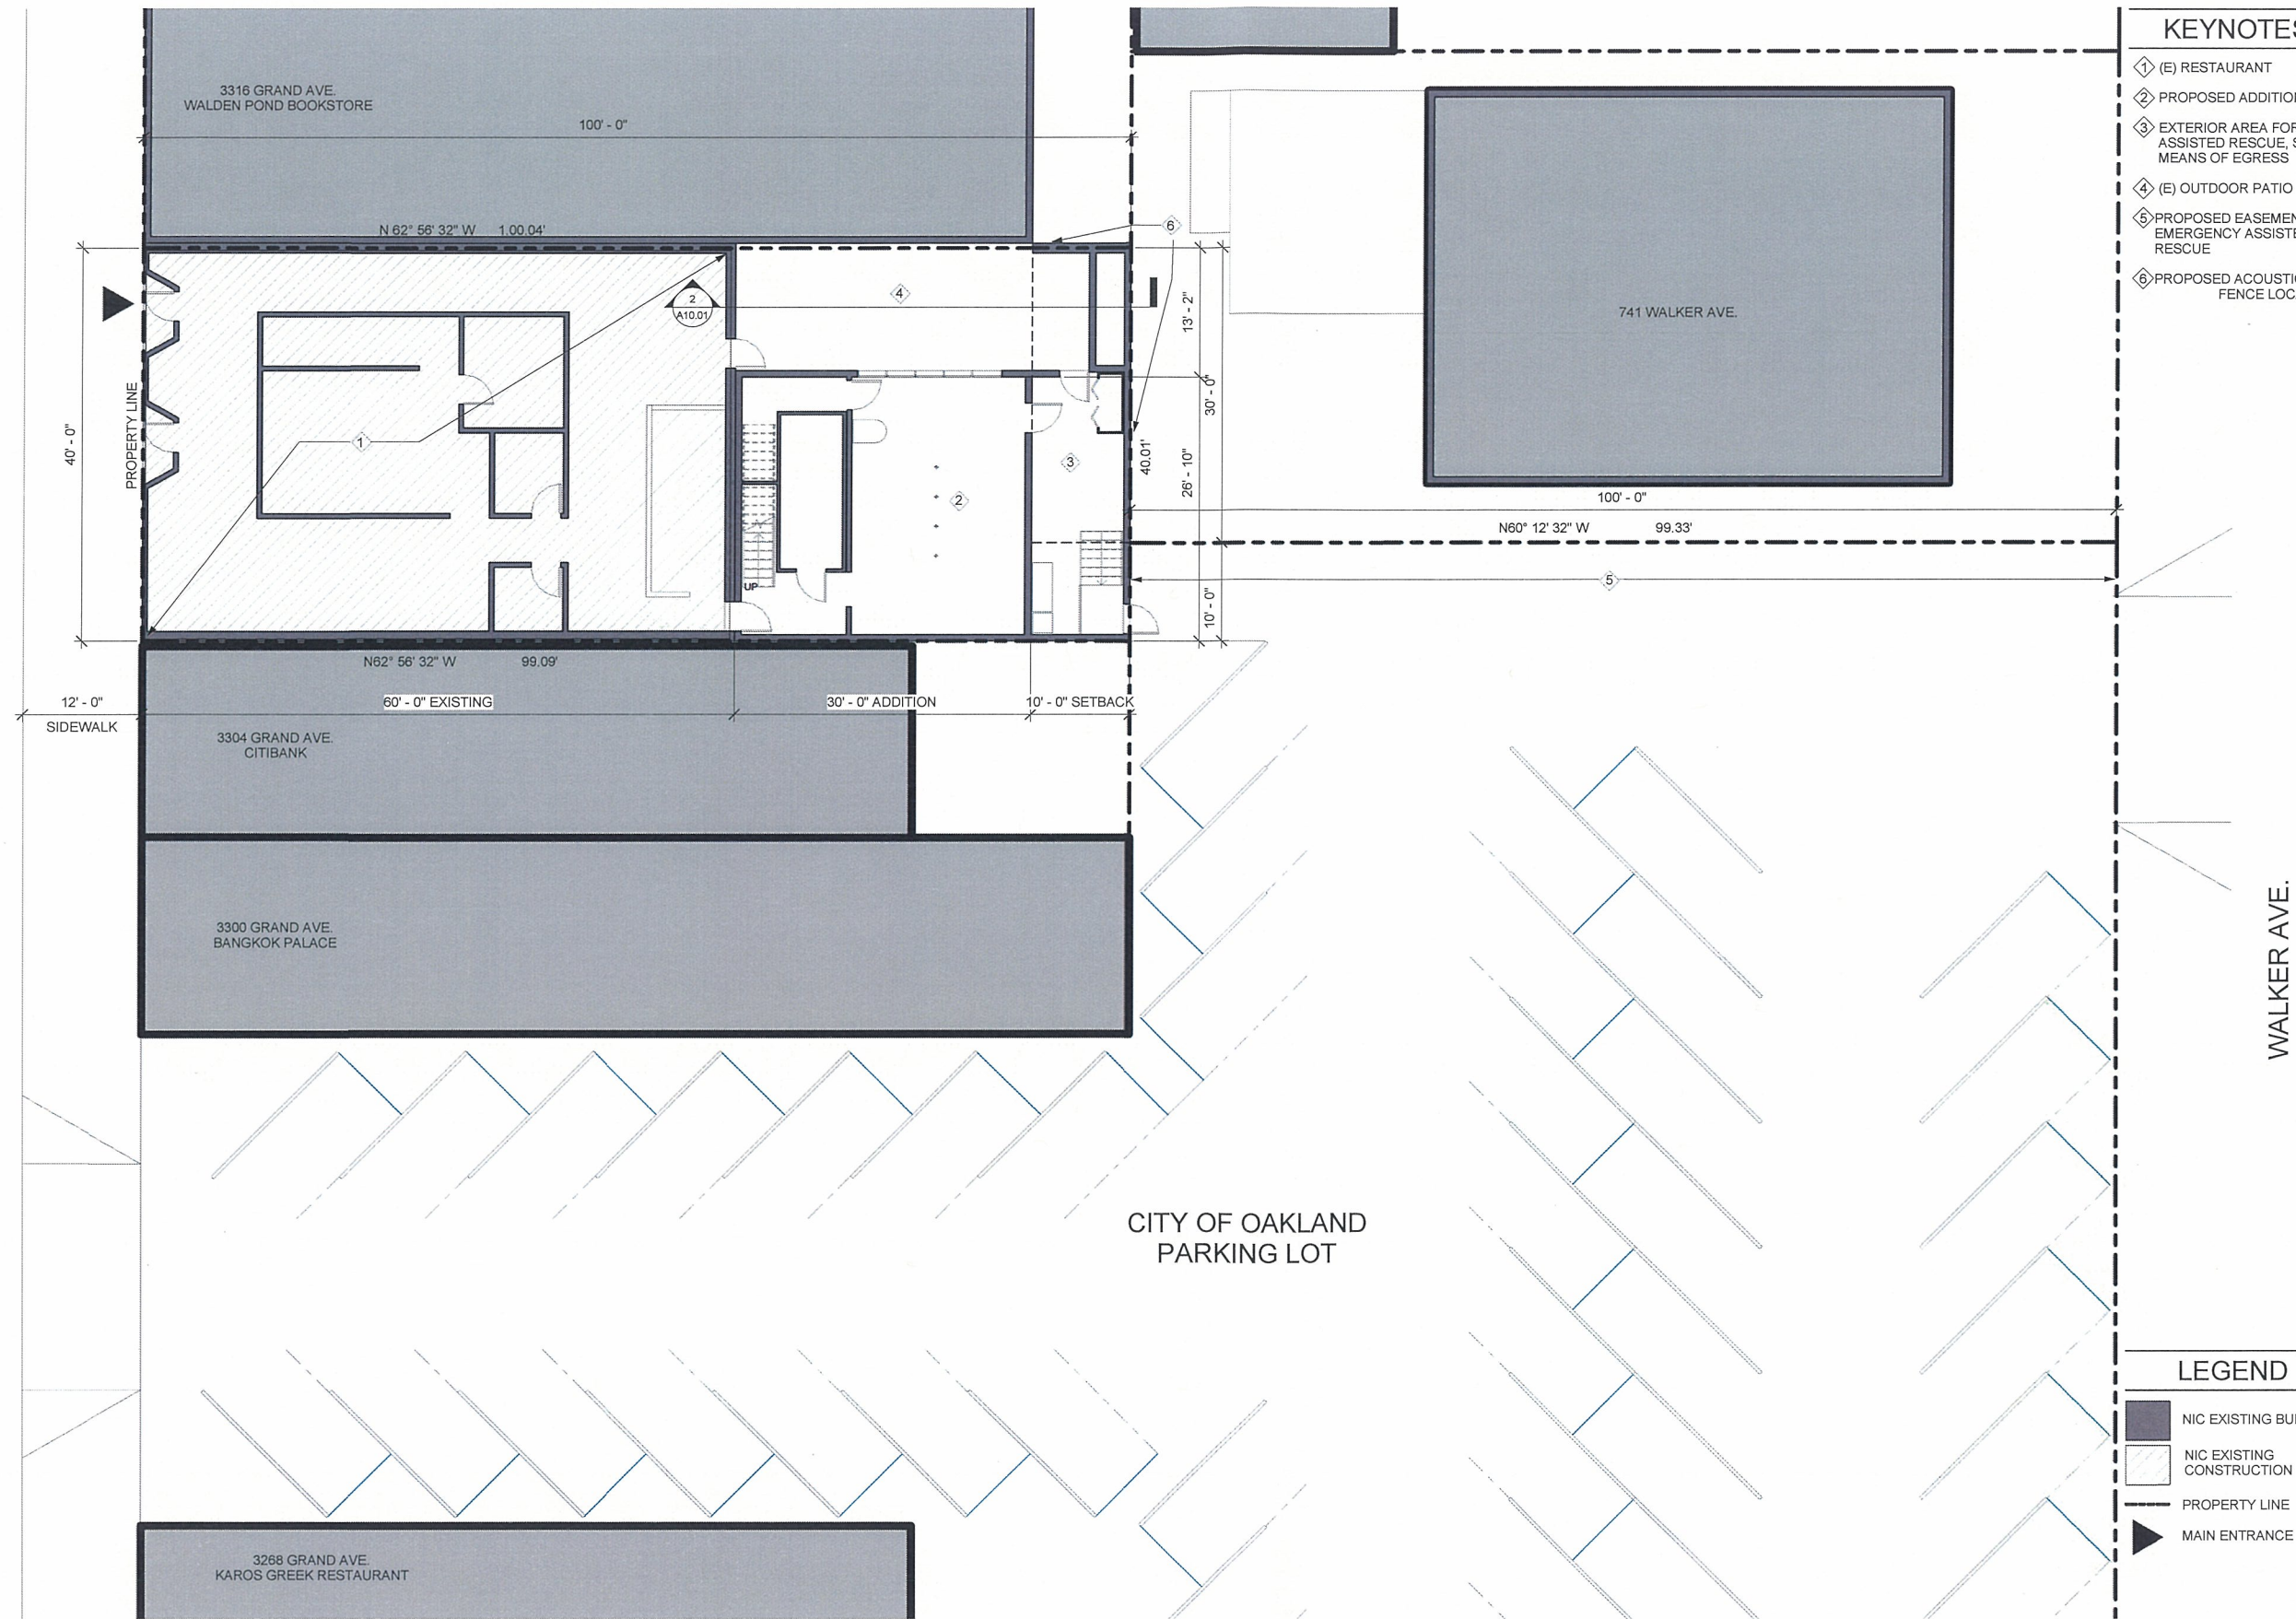 KEYNOTES
1 (E) RESTAURANT
2 PROPOSED ADDITION
3 EXTERIOR AREA FOR
ASSISTED RESCUE, S
MEANS OF EGRESS
4 (E) OUTDOOR PATIO
5 PROPOSED EASEMEN
EMERGENCY ASSISTE
RESCUE
6 PROPOSED ACOUSTI
FENCE LOC
3316 GRAND AVE.
WALDEN POND BOOKSTORE
100' - 0"
N 62° 56' 32" W 1.00.04'
6
4
2
A10.01
13' - 2"
741 WALKER AVE.
PROPERTY LINE
40' - 0"
1
30' - 0"
40.01'
26' - 10"
3
2
100' - 0"
N60° 12' 32" W 99.33'
5
UP
10' - 0"
N62° 56' 32" W 99.09'
12' - 0"
SIDEWALK
60' - 0" EXISTING
30' - 0" ADDITION
10' - 0" SETBACK
3304 GRAND AVE.
CITIBANK
3300 GRAND AVE.
BANGKOK PALACE
WALKER AVE.
CITY OF OAKLAND
PARKING LOT
LEGEND
NIC EXISTING BU
NIC EXISTING
CONSTRUCTION
PROPERTY LINE
MAIN ENTRANCE
3268 GRAND AVE.
KAROS GREEK RESTAURANT